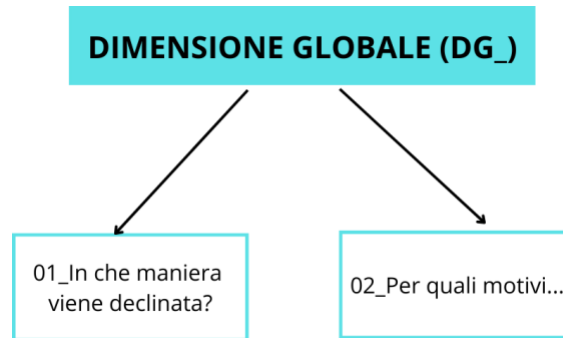 DIMENSIONE GLOBALE (DG_)
01_In che maniera
viene declinata?
02_Per quali motivi...